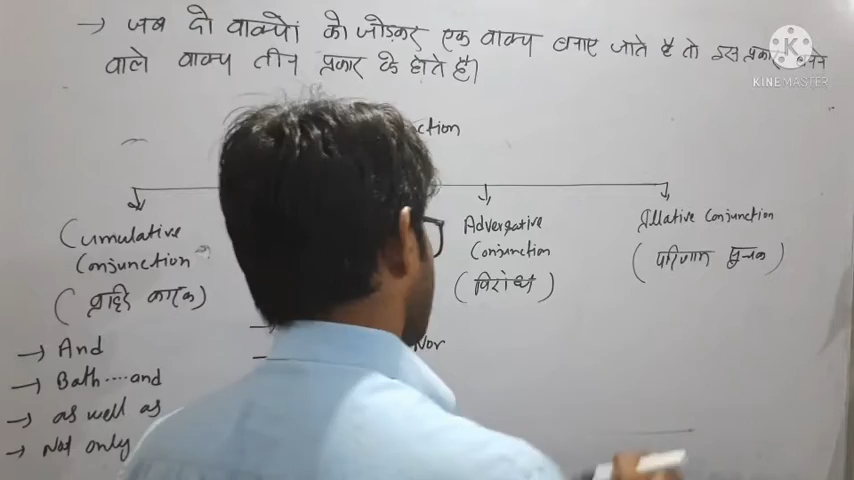 → जब दो वाक्यों को जोड़कर एक वाक्य बनाए जाते है तो इस प्रकार बनने
वाले वाक्य तीन प्रकार के होते है।
KINEMASTER
ction
Cumulative
Conjunction
→ And
→ Bath....and
→ as well as
→ Not only
Nor
Advergative
Conjunction
Illative Conjunction
(परिणाम सूचक)